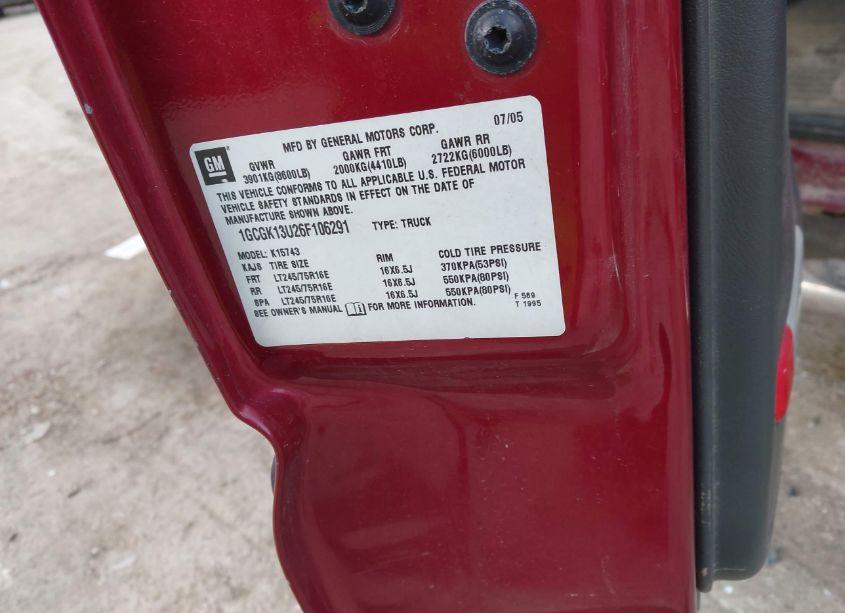 MFD BY GENERAL MOTORS CORP. 07/05
GM
GVWR GAWR FRT GAWR RR
3901KG(8600LB) 2000KG(4410LB) 2722KG(6000LB)
THIS VEHICLE CONFORMS TO ALL APPLICABLE U.S. FEDERAL MOTOR
VEHICLE SAFETY STANDARDS IN EFFECT ON THE DATE OF
MANUFACTURE SHOWN ABOVE.
1GCGK13U26F106291 TYPE: TRUCK
MODEL: K15743
KAJS TIRE SIZE RIM COLD TIRE PRESSURE
FRT LT245/75R16E 16X6.5J 370KPA(53PSI)
RR LT245/75R16E 16X6.5J 550KPA(80PSI)
SPA LT245/75R16E 16X6.5J 550KPA(80PSI)
SEE OWNER'S MANUAL FOR MORE INFORMATION. F 569
T 1995